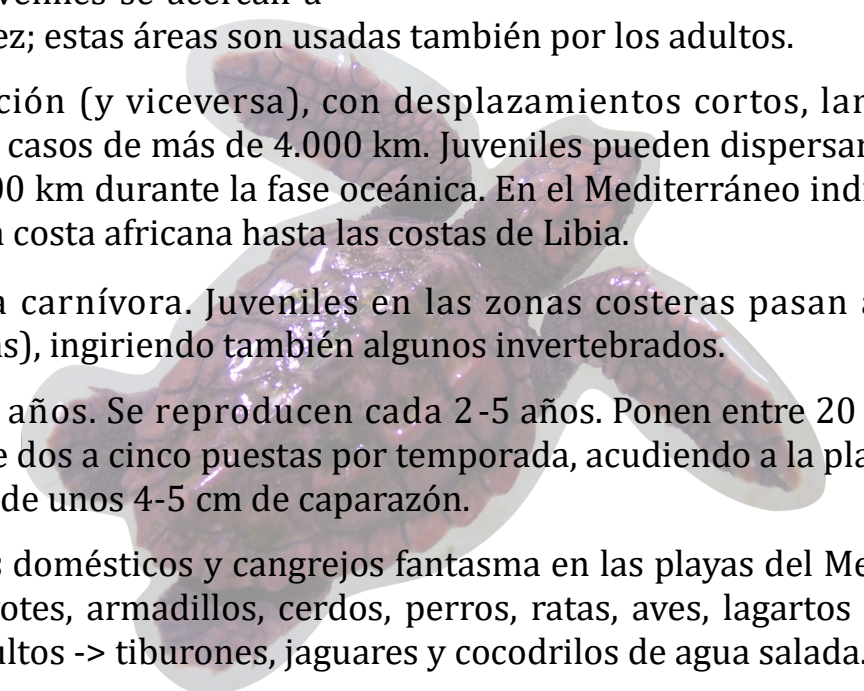 ez; estas áreas son usadas también por los adultos.
ción (y viceversa), con desplazamientos cortos, lar
casos de más de 4.000 km. Juveniles pueden dispersar
00 km durante la fase oceánica. En el Mediterráneo indi
costa africana hasta las costas de Libia.
a carnívora. Juveniles en las zonas costeras pasan a
as), ingiriendo también algunos invertebrados.
años. Se reproducen cada 2-5 años. Ponen entre 20
e dos a cinco puestas por temporada, acudiendo a la pla
de unos 4-5 cm de caparazón.
s domésticos y cangrejos fantasma en las playas del Me
otes, armadillos, cerdos, perros, ratas, aves, lagartos
ultos -> tiburones, jaguares y cocodrilos de agua salada.